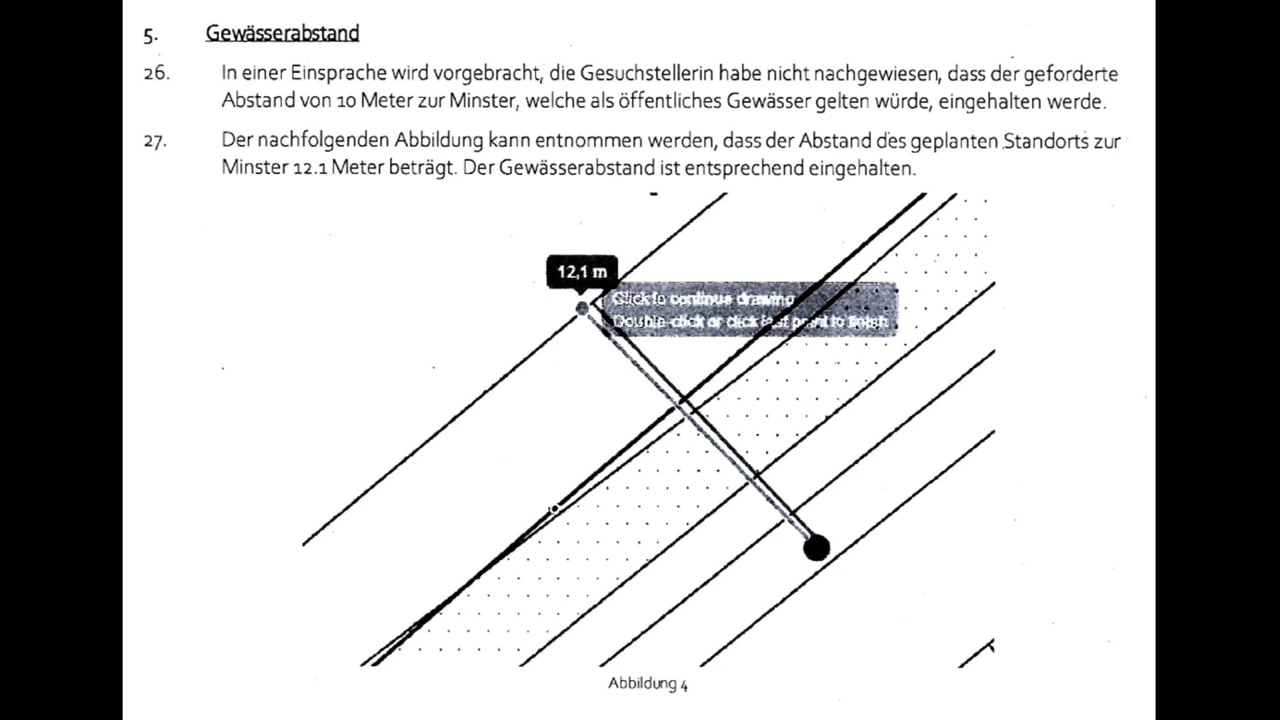 5. Gewässerabstand
26. In einer Einsprache wird vorgebracht, die Gesuchstellerin habe nicht nachgewiesen, dass der geforderte
Abstand von 10 Meter zur Minster, welche als öffentliches Gewässer gelten würde, eingehalten werde.
27. Der nachfolgenden Abbildung kann entnommen werden, dass der Abstand des geplanten Standorts zur
Minster 12.1 Meter beträgt. Der Gewässerabstand ist entsprechend eingehalten.
12,1 m
Click to continue drawing
Double-click or click last point to finish
Abbildung 4